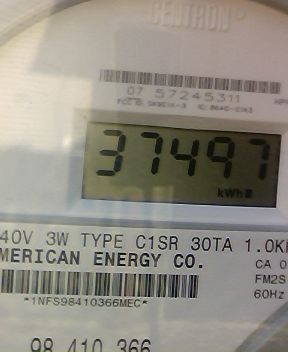 CENTRON®
07 57245311
37497
kWh
40V 3W TYPE C1SR 30TA 1.0K
MERICAN ENERGY CO.
CA 0
FM2S
60Hz
*1NFS98410366MEC*
98 410 366